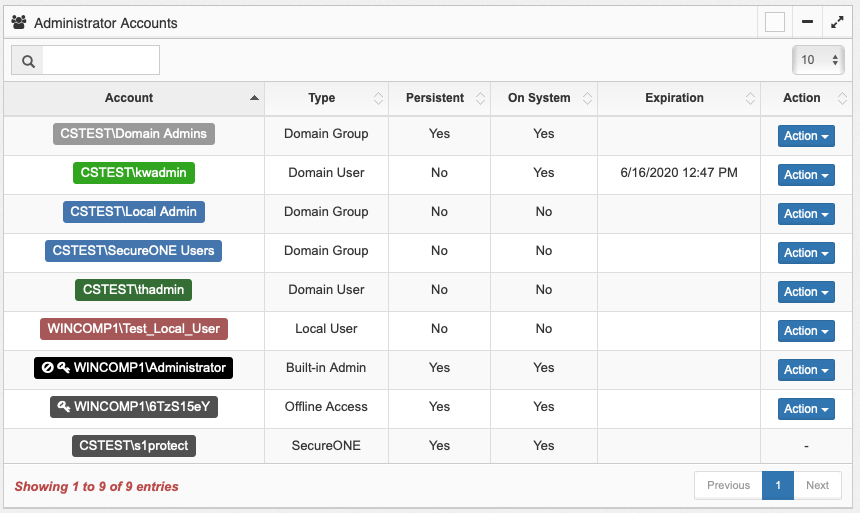 Administrator Accounts
10
Account Type Persistent On System Expiration Action
CSTEST\Domain Admins Domain Group Yes Yes Action
CSTEST\kwadmin Domain User No Yes 6/16/2020 12:47 PM Action
CSTEST\Local Admin Domain Group No No Action
CSTEST\SecureONE Users Domain Group No No Action
CSTEST\thadmin Domain User No No Action
WINCOMP1\Test_Local_User Local User No No Action
WINCOMP1\Administrator Built-in Admin Yes Yes Action
WINCOMP1\6TzS15eY Offline Access Yes Yes Action
CSTEST\s1protect SecureONE Yes Yes -
Showing 1 to 9 of 9 entries Previous 1 Next